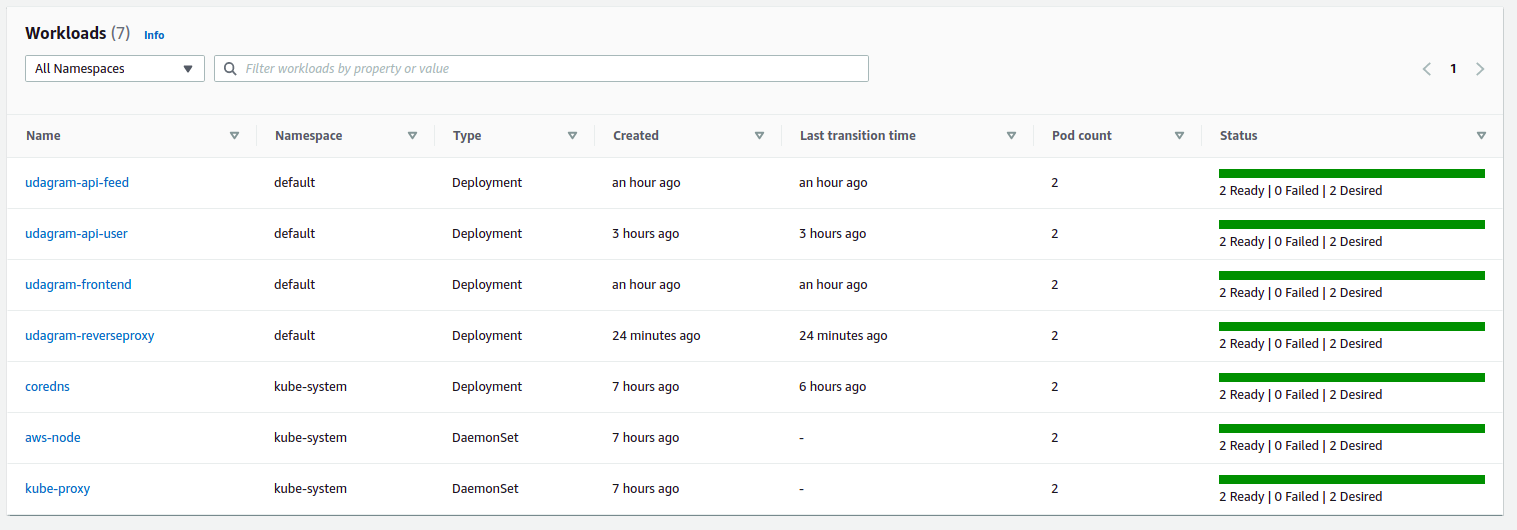 Workloads (7) Info
All Namespaces Filter workloads by property or value 1
Name Namespace Type Created Last transition time Pod count Status
udagram-api-feed default Deployment an hour ago an hour ago 2 2 Ready | 0 Failed | 2 Desired
udagram-api-user default Deployment 3 hours ago 3 hours ago 2 2 Ready | 0 Failed | 2 Desired
udagram-frontend default Deployment an hour ago an hour ago 2 2 Ready | 0 Failed | 2 Desired
udagram-reverseproxy default Deployment 24 minutes ago 24 minutes ago 2 2 Ready | 0 Failed | 2 Desired
coredns kube-system Deployment 7 hours ago 6 hours ago 2 2 Ready | 0 Failed | 2 Desired
aws-node kube-system DaemonSet 7 hours ago - 2 2 Ready | 0 Failed | 2 Desired
kube-proxy kube-system DaemonSet 7 hours ago - 2 2 Ready | 0 Failed | 2 Desired